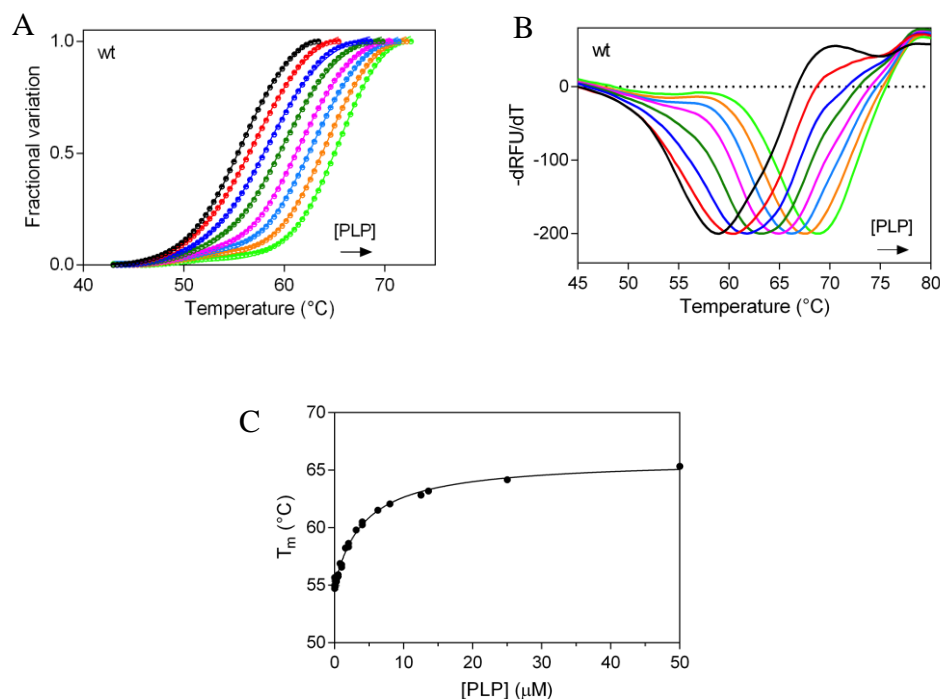 A
wt
1.0
0.5
0.0
Fractional variation
[PLP]
40 50 60 70
Temperature (°C)
B
wt
0
-100
-200
-dRFU/dT
[PLP]
45 50 55 60 65 70 75 80
Temperature (°C)
C
70
65
60
55
50
Tm (°C)
0 10 20 30 40 50
[PLP] (μM)